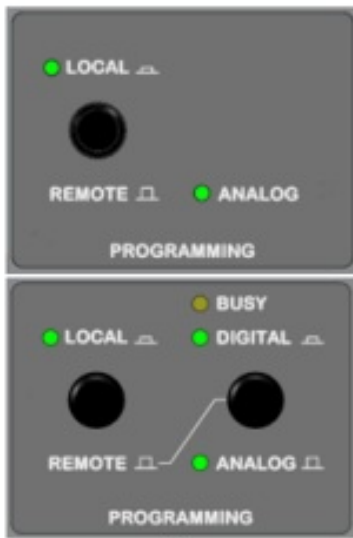 LOCAL
REMOTE ANALOG
PROGRAMMING
BUSY
LOCAL DIGITAL
REMOTE ANALOG
PROGRAMMING